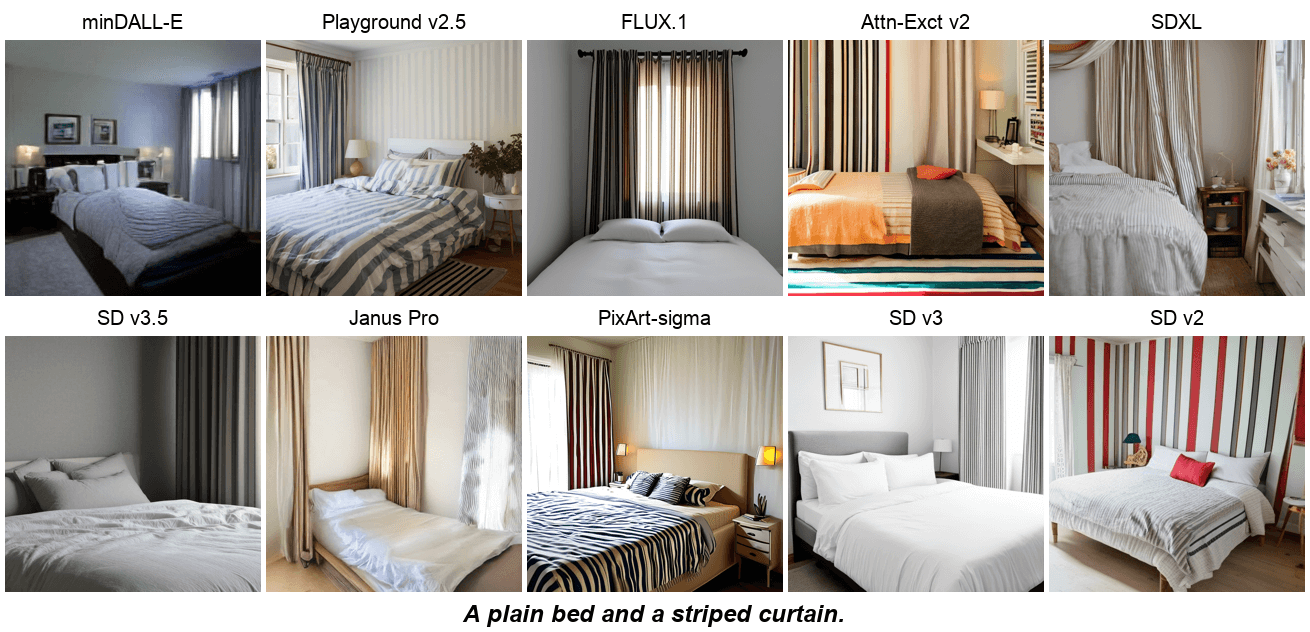 minDALL-E Playground v2.5 FLUX.1 Attn-Exct v2 SDXL
SD v3.5 Janus Pro PixArt-sigma SD v3 SD v2
A plain bed and a striped curtain.